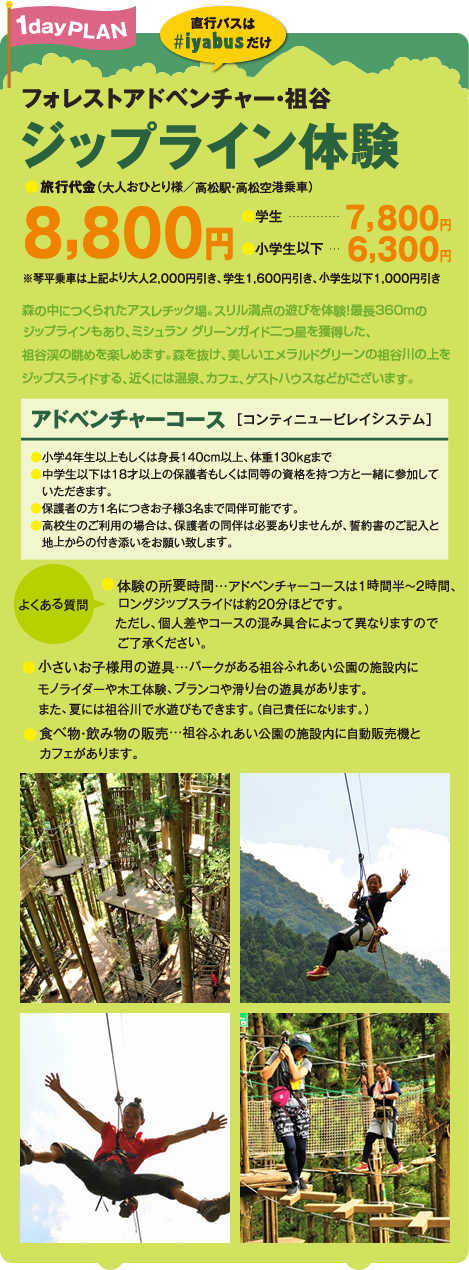 1day PLAN
直行バスは
#iyabusだけ
フォレストアドベンチャー・祖谷
ジップライン体験
●旅行代金（大人おひとり様／高松駅・高松空港乗車）
8,800円
●学生 ………… 7,800円
●小学生以下 … 6,300円
※琴平乗車は上記より大人2,000円引き、学生1,600円引き、小学生以下1,000円引き
森の中につくられたアスレチック場。スリル満点の遊びを体験!最長360mの
ジップラインもあり、ミシュラン グリーンガイド二つ星を獲得した、
祖谷渓の眺めを楽しめます。森を抜け、美しいエメラルドグリーンの祖谷川の上を
ジップスライドする、近くには温泉、カフェ、ゲストハウスなどがございます。
アドベンチャーコース ［コンティニュービレイシステム］
●小学4年生以上もしくは身長140cm以上、体重130kgまで
●中学生以下は18才以上の保護者もしくは同等の資格を持つ方と一緒に参加して
いただきます。
●保護者の方1名につきお子様3名まで同伴可能です。
●高校生のご利用の場合は、保護者の同伴は必要ありませんが、誓約書のご記入と
地上からの付き添いをお願い致します。
よくある質問
●体験の所要時間…アドベンチャーコースは1時間半～2時間、
ロングジップスライドは約20分ほどです。
ただし、個人差やコースの混み具合によって異なりますので
ご了承ください。
●小さいお子様用の遊具…パークがある祖谷ふれあい公園の施設内に
モノライダーや木工体験、ブランコや滑り台の遊具があります。
また、夏には祖谷川で水遊びもできます。（自己責任になります。）
●食べ物・飲み物の販売…祖谷ふれあい公園の施設内に自動販売機と
カフェがあります。